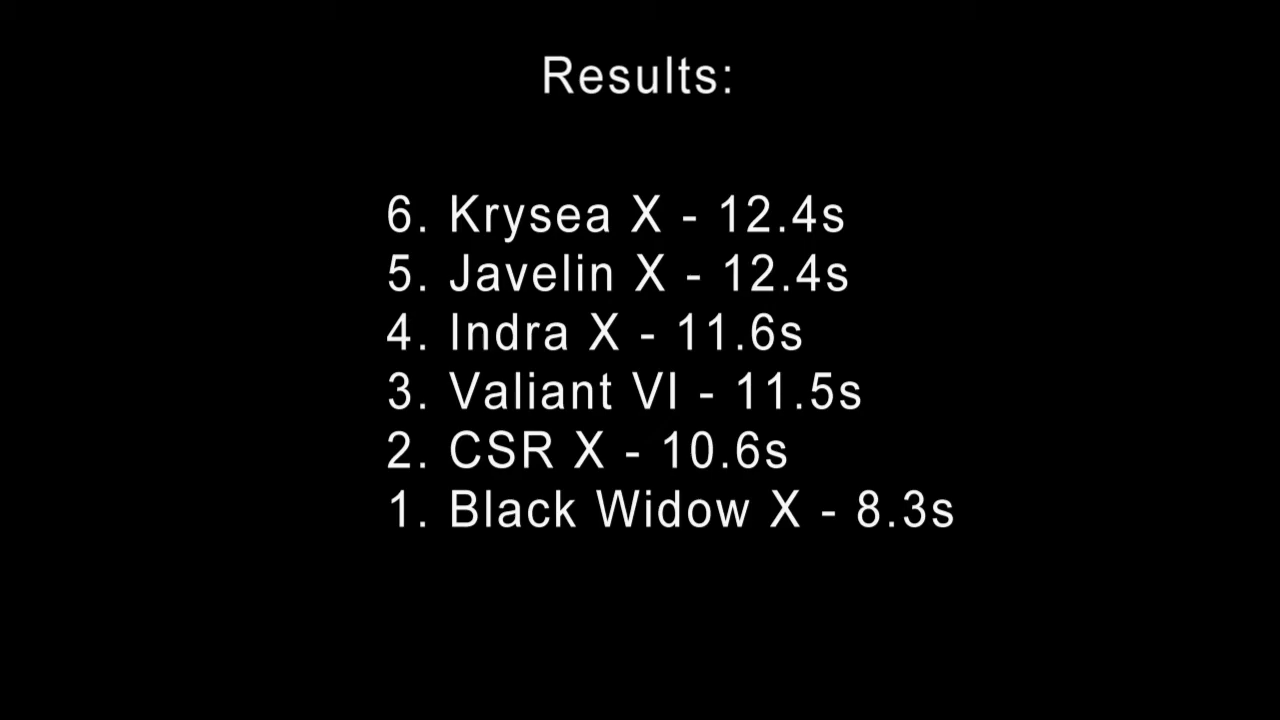 Results:
6. Krysea X - 12.4s
5. Javelin X - 12.4s
4. Indra X - 11.6s
3. Valiant VI - 11.5s
2. CSR X - 10.6s
1. Black Widow X - 8.3s